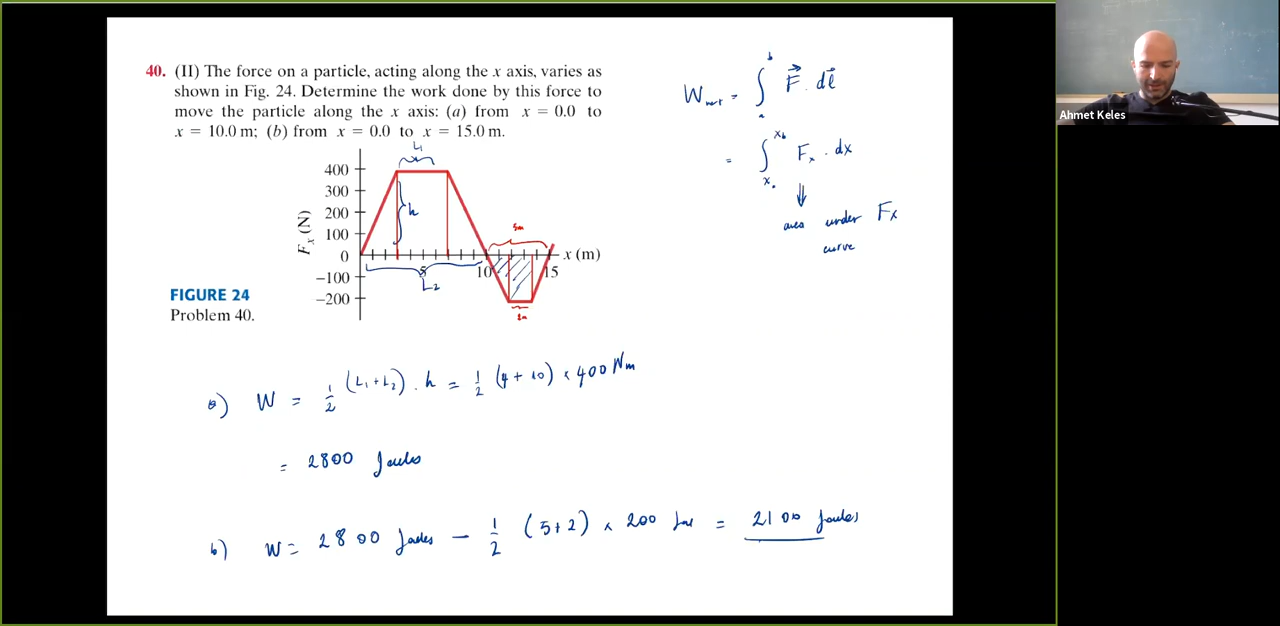 40. (II) The force on a particle, acting along the x axis, varies as
shown in Fig. 24. Determine the work done by this force to
move the particle along the x axis: (a) from x = 0.0 to
x = 10.0 m; (b) from x = 0.0 to x = 15.0 m.
W_net = ∫_a^b F⃗ . dℓ⃗
= ∫_{x_a}^{x_b} F_x . dx
⇓
area under F_x
curve
Ahmet Keles
L1
400
300
200
100
0
-100
-200
F_x (N)
h
5m
x (m)
5
10
15
L2
2m
FIGURE 24
Problem 40.
a) W = 1/2 (L1 + L2) . h = 1/2 (4 + 10) × 400 Nm
= 2800 Joules
b) W = 2800 Joules - 1/2 (5+2) × 200 = 2100 Joules